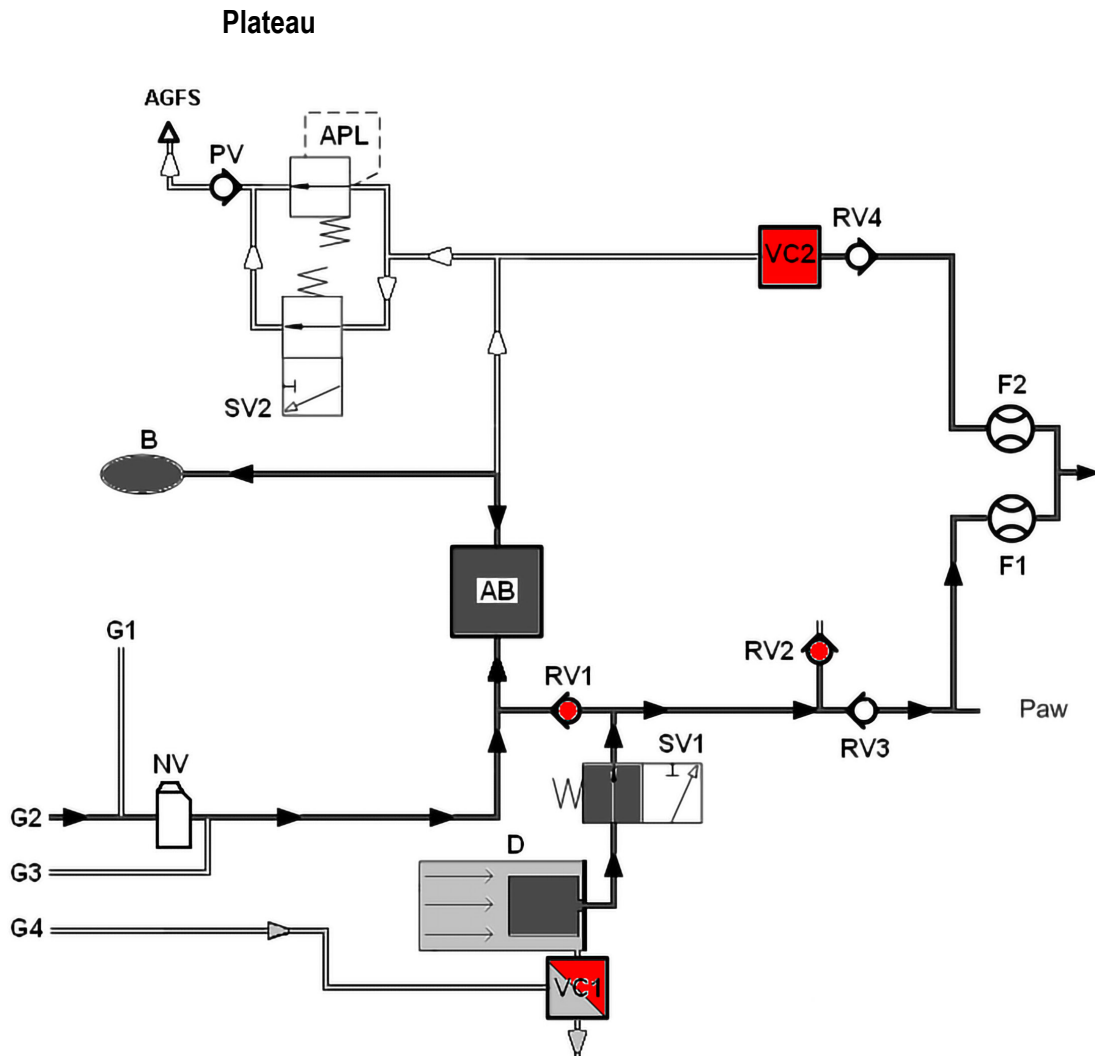 Plateau
AGFS
APL
PV
RV4
VC2
SV2
F2
B
F1
AB
G1
RV2
RV1
Paw
RV3
SV1
NV
G2
D
G3
G4
VC1